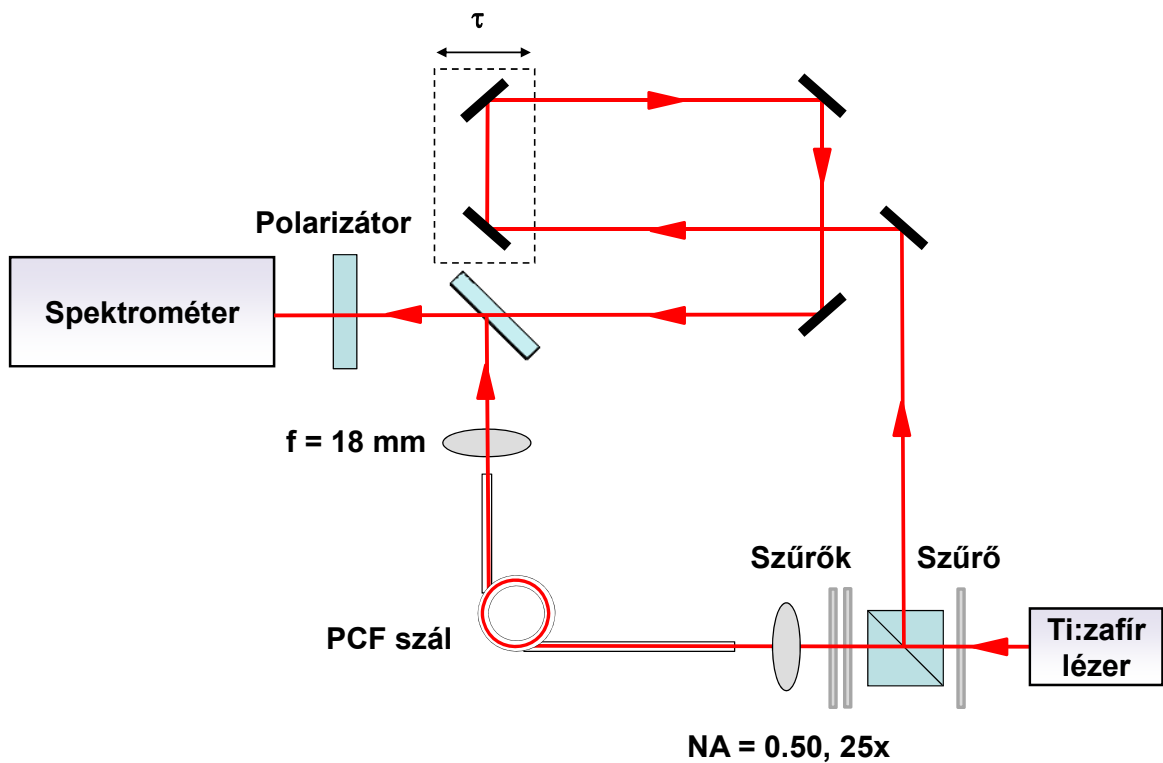 τ
Polarizátor
Spektrométer
f = 18 mm
Szűrők
Szűrő
PCF szál
Ti:zafír
lézer
NA = 0.50, 25x